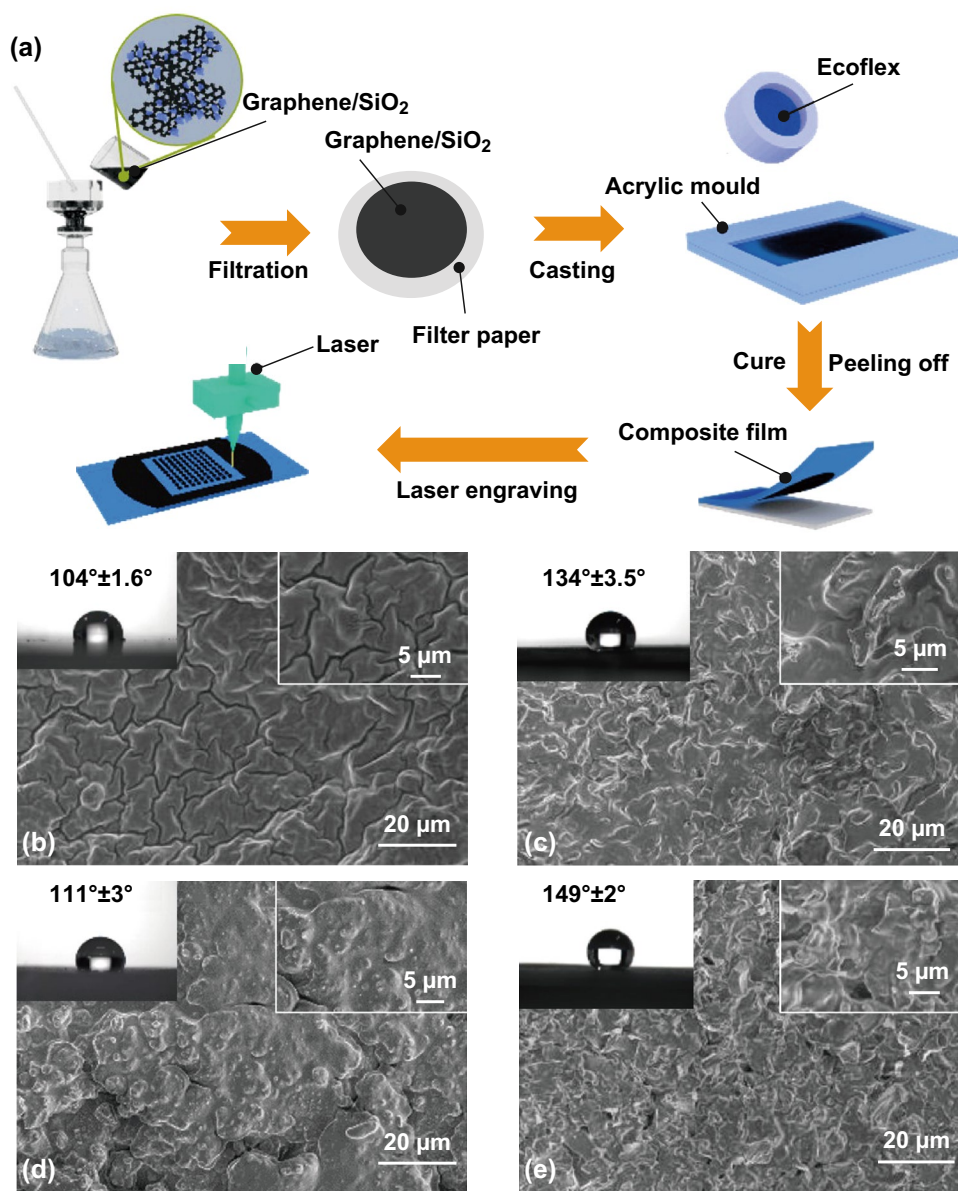 (a)
Graphene/SiO₂
Graphene/SiO₂
Ecoflex
Acrylic mould
Filtration
Casting
Filter paper
Laser
Cure
Peeling off
Composite film
Laser engraving
104°±1.6°
5 µm
20 µm
(b)
134°±3.5°
5 µm
20 µm
(c)
111°±3°
5 µm
20 µm
(d)
149°±2°
5 µm
20 µm
(e)